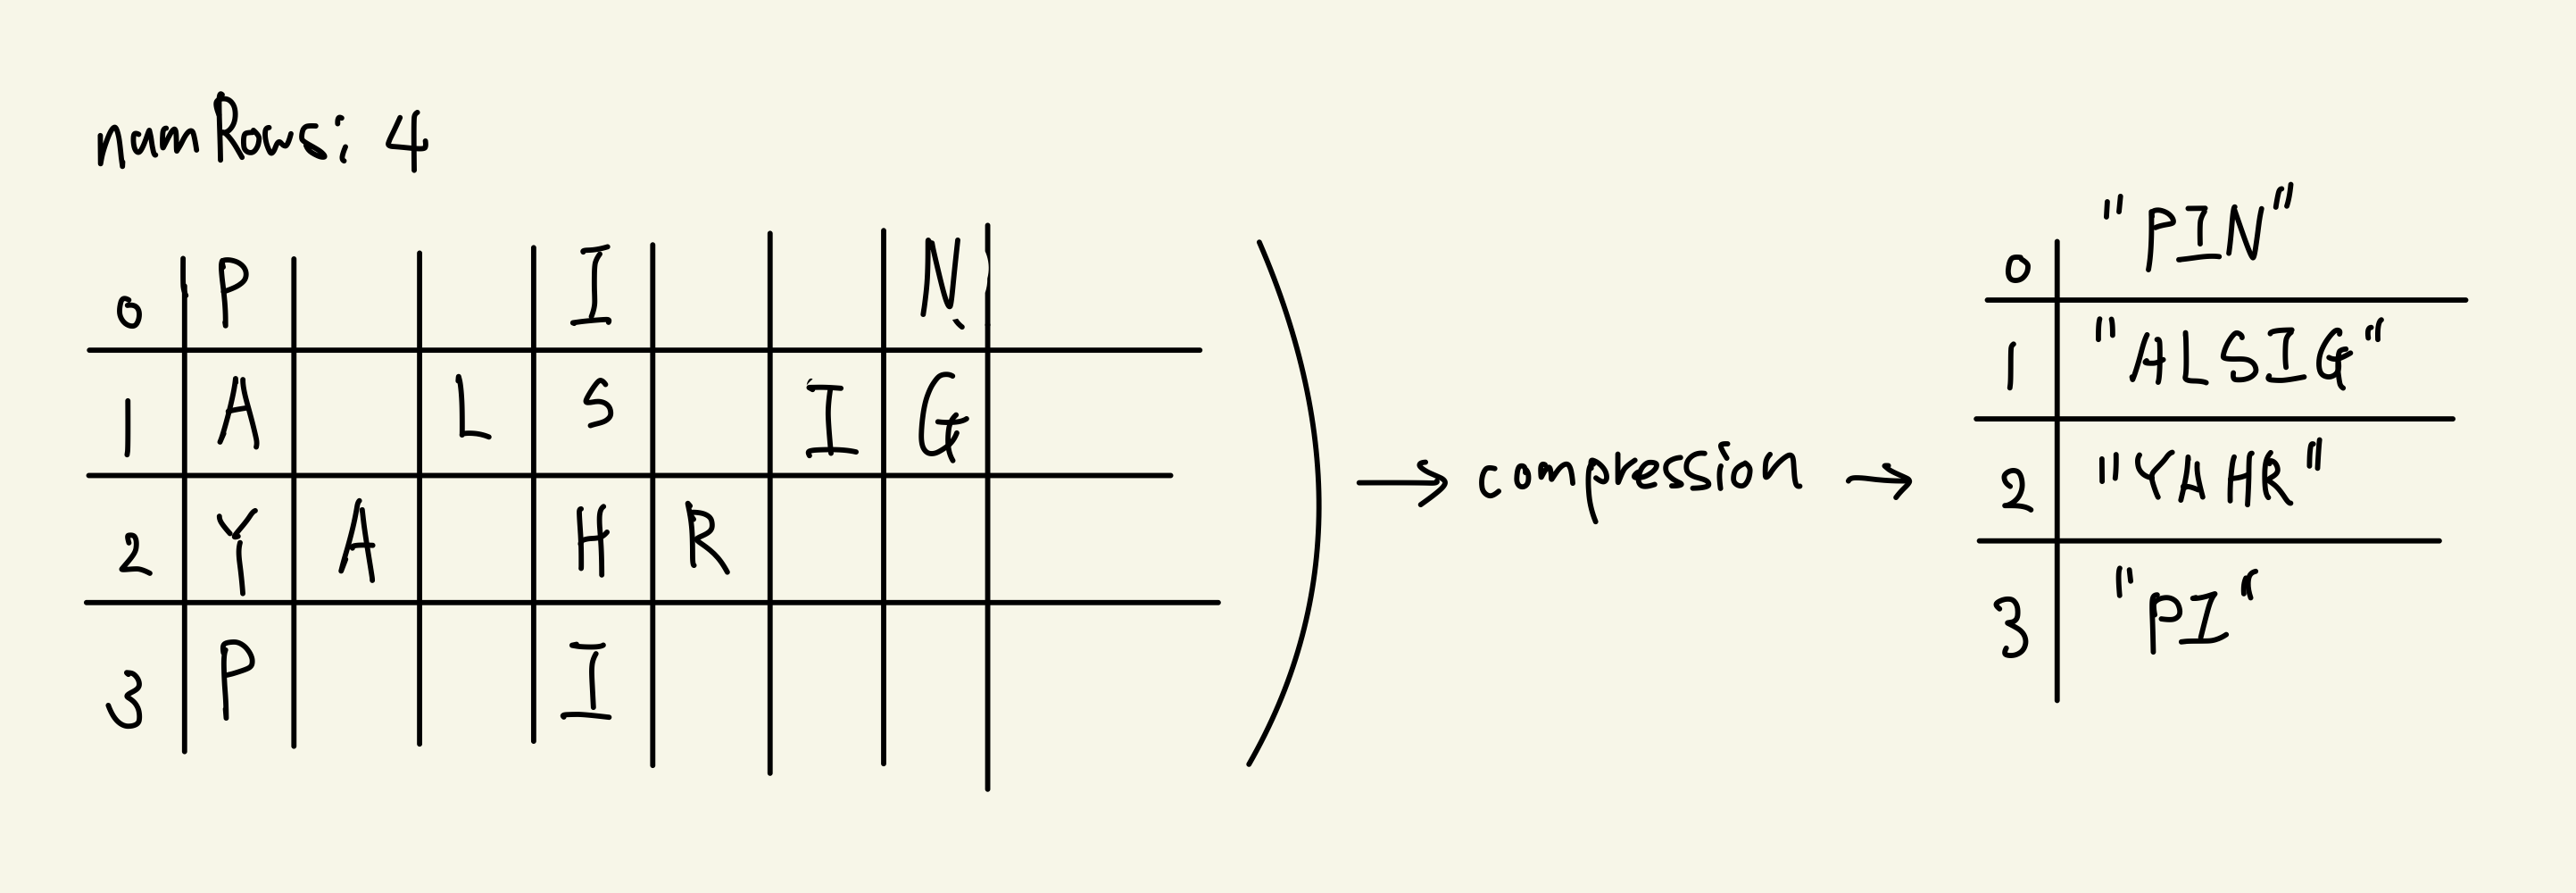 numRows: 4
0 P I N
1 A L S I G
2 Y A H R
3 P I
→ compression →
0 "PIN"
1 "ALSIG"
2 "YAHR"
3 "PI"